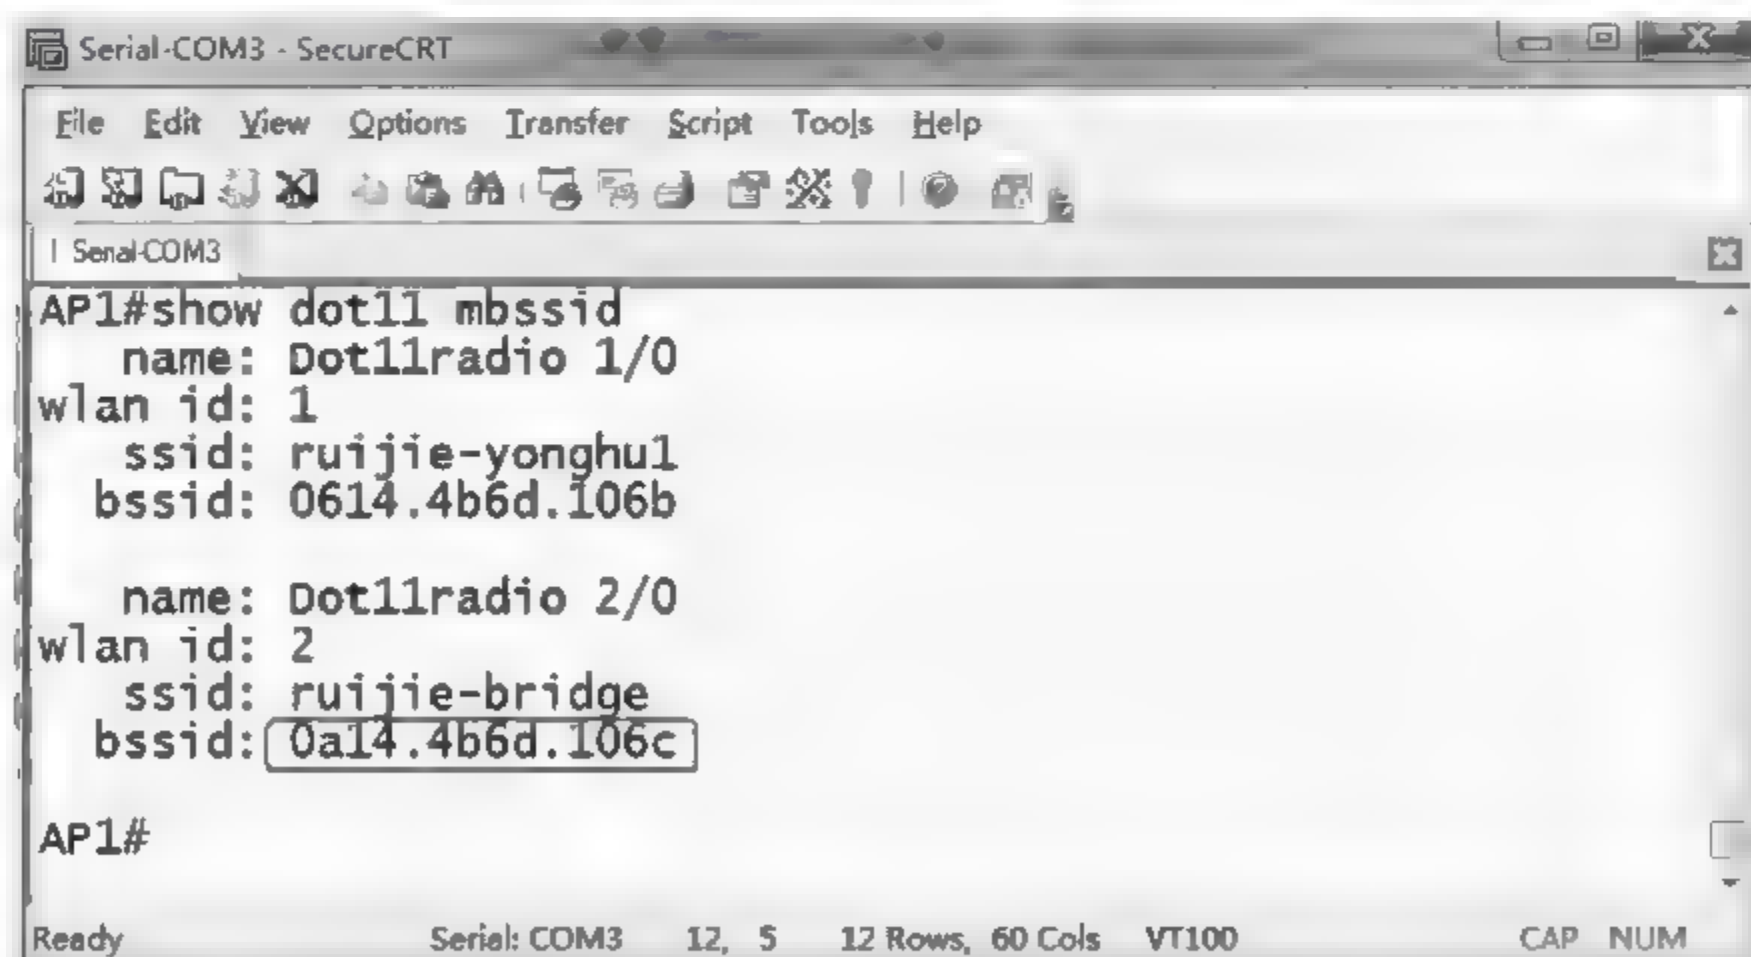 Serial-COM3 - SecureCRT
File Edit View Options Transfer Script Tools Help
Serial-COM3
AP1#show dot11 mbssid
name: Dot11radio 1/0
wlan id: 1
ssid: ruijie-yonghu1
bssid: 0614.4b6d.106b
name: Dot11radio 2/0
wlan id: 2
ssid: ruijie-bridge
bssid: 0a14.4b6d.106c
AP1#
Ready Serial: COM3 12, 5 12 Rows, 60 Cols VT100 CAP NUM